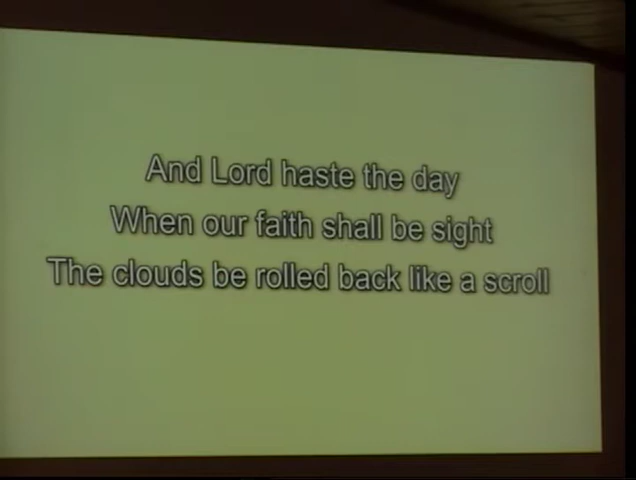 And Lord haste the day
When our faith shall be sight
The clouds be rolled back like a scroll